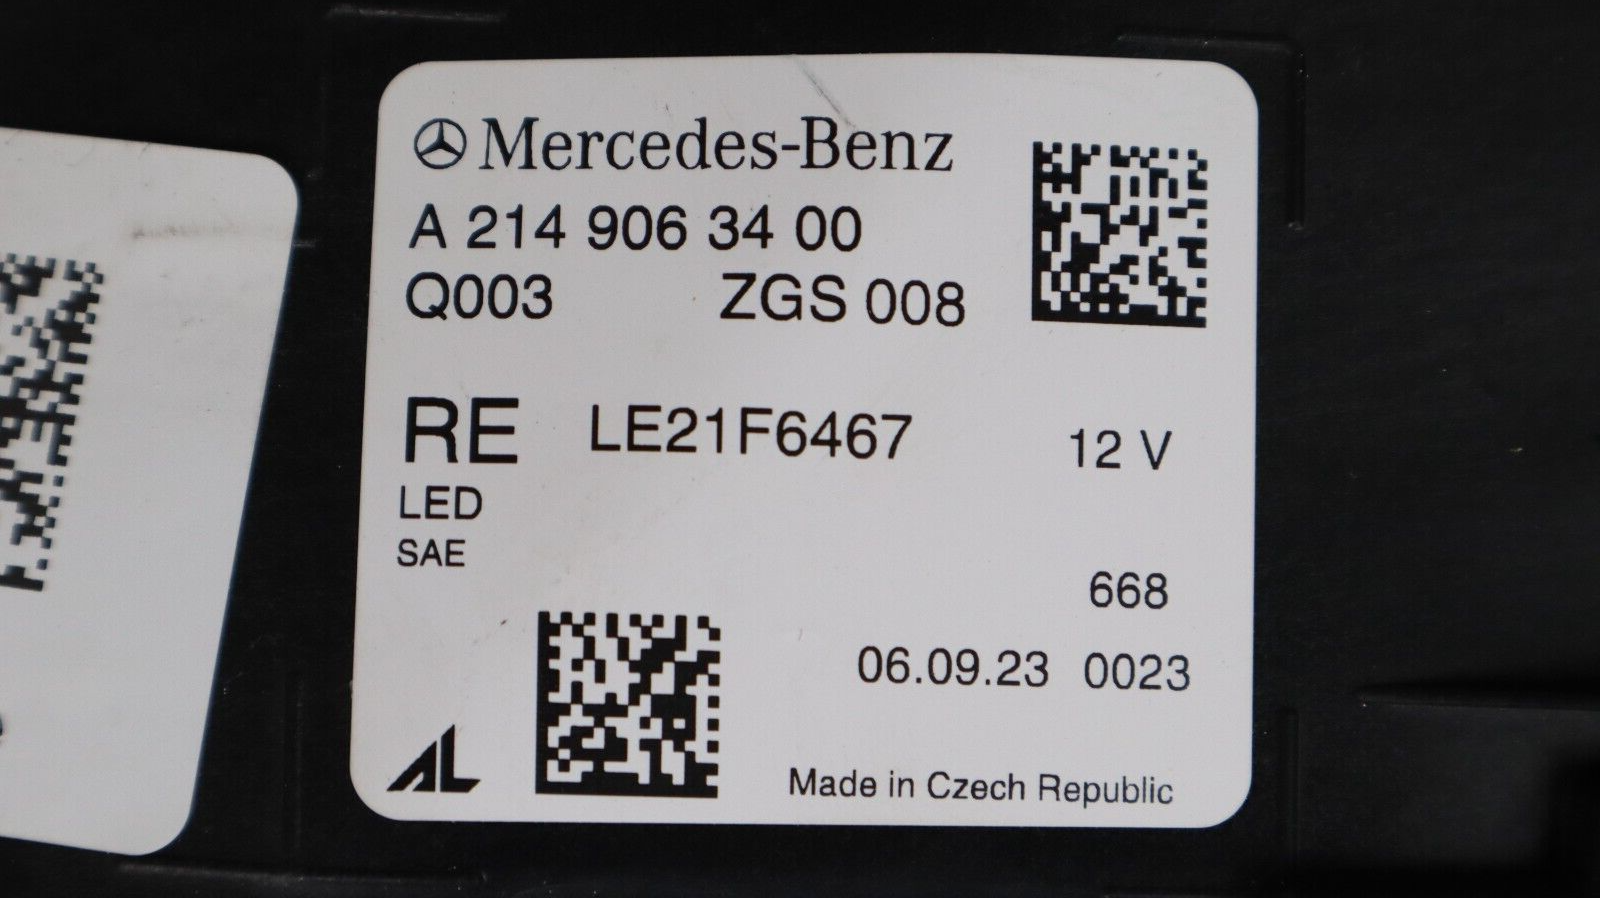 Mercedes-Benz
A 214 906 34 00
Q003 ZGS 008
RE LE21F6467 12 V
LED
SAE
668
06.09.23 0023
AL
Made in Czech Republic